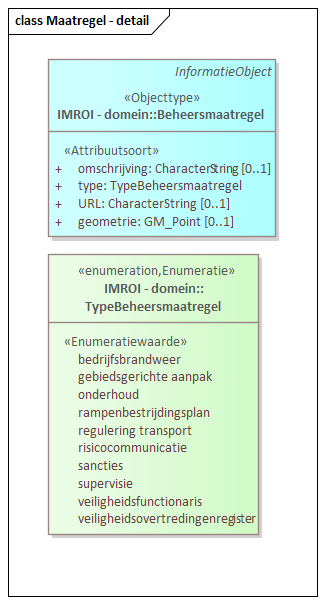 class Maatregel - detail
InformatieObject
«Objecttype»
IMROI - domein::Beheersmaatregel
«Attribuutsoort»
+ omschrijving: CharacterString [0..1]
+ type: TypeBeheersmaatregel
+ URL: CharacterString [0..1]
+ geometrie: GM_Point [0..1]
«enumeration,Enumeratie»
IMROI - domein::
TypeBeheersmaatregel
«Enumeratiewaarde»
bedrijfsbrandweer
gebiedsgerichte aanpak
onderhoud
rampenbestrijdingsplan
regulering transport
risicocommunicatie
sancties
supervisie
veiligheidsfunctionaris
veiligheidsovertredingenregister